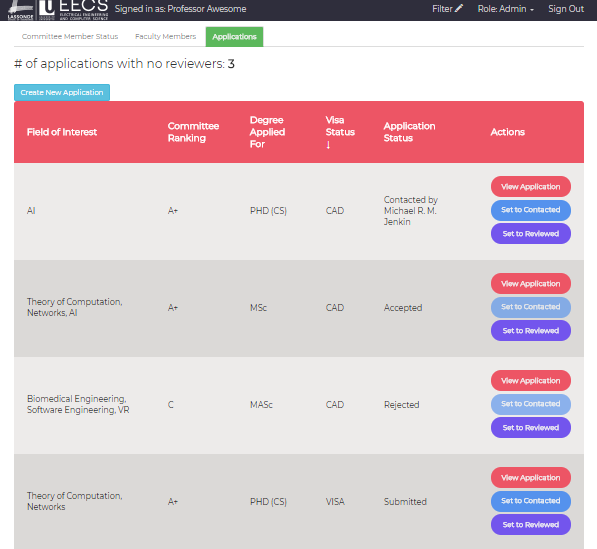 LASSONDE
EECS
ELECTRICAL ENGINEERING
AND COMPUTER SCIENCE
Signed in as: Professor Awesome
Filter
Role: Admin
Sign Out
Committee Member Status
Faculty Members
Applications
# of applications with no reviewers: 3
Create New Application
Field of Interest
Committee
Ranking
Degree
Applied
For
Visa
Status
↓
Application
Status
Actions
AI
A+
PHD (CS)
CAD
Contacted by
Michael R. M.
Jenkin
View Application
Set to Contacted
Set to Reviewed
Theory of Computation,
Networks, AI
A+
MSc
CAD
Accepted
View Application
Set to Contacted
Set to Reviewed
Biomedical Engineering,
Software Engineering, VR
C
MASc
CAD
Rejected
View Application
Set to Contacted
Set to Reviewed
Theory of Computation,
Networks
A+
PHD (CS)
VISA
Submitted
View Application
Set to Contacted
Set to Reviewed